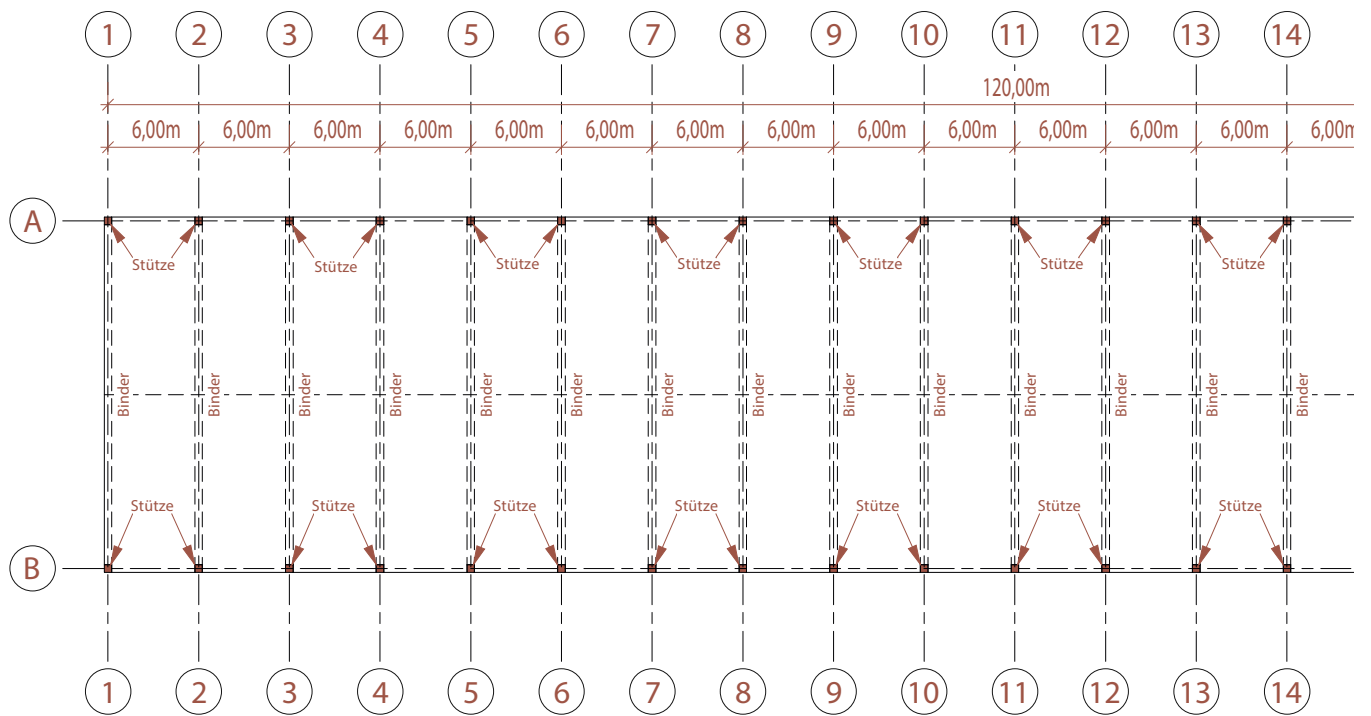 1 2 3 4 5 6 7 8 9 10 11 12 13 14
120,00m
6,00m 6,00m 6,00m 6,00m 6,00m 6,00m 6,00m 6,00m 6,00m 6,00m 6,00m 6,00m 6,00m 6,00m
A
Stütze Stütze Stütze Stütze Stütze Stütze Stütze
Binder Binder Binder Binder Binder Binder Binder Binder Binder Binder Binder Binder Binder Binder
Stütze Stütze Stütze Stütze Stütze Stütze Stütze
B
1 2 3 4 5 6 7 8 9 10 11 12 13 14